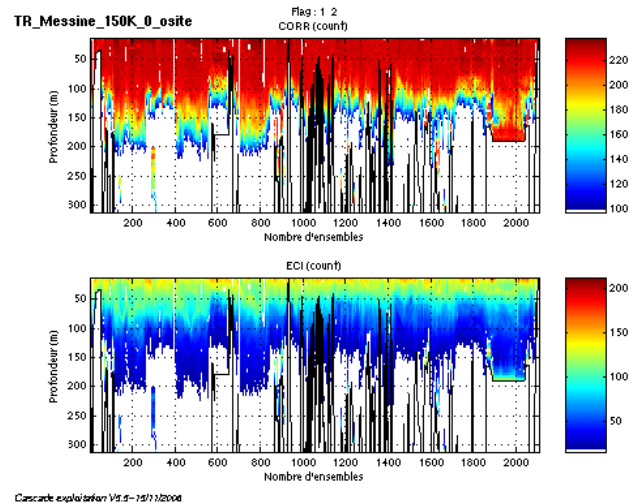 TR_Messine_150K_0_osite
Flag : 1 2
CORR (count)
Profondeur (m)
50
100
150
200
250
300
200 400 600 800 1000 1200 1400 1600 1800 2000
Nombre d'ensembles
220
200
180
160
140
120
100
ECI (count)
Profondeur (m)
50
100
150
200
250
300
200 400 600 800 1000 1200 1400 1600 1800 2000
Nombre d'ensembles
200
150
100
50
Cascade exploitation V5.5-15/11/2006